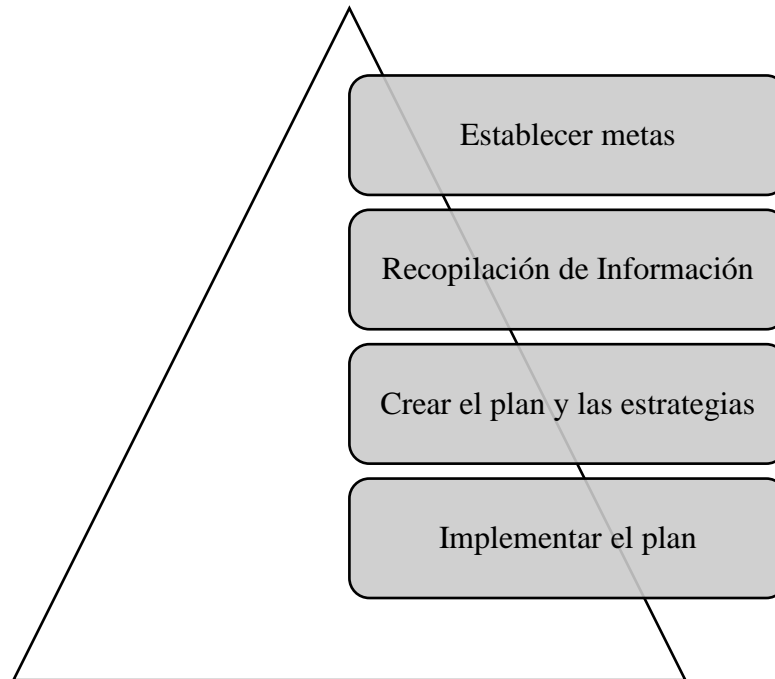 Establecer metas
Recopilación de Información
Crear el plan y las estrategias
Implementar el plan